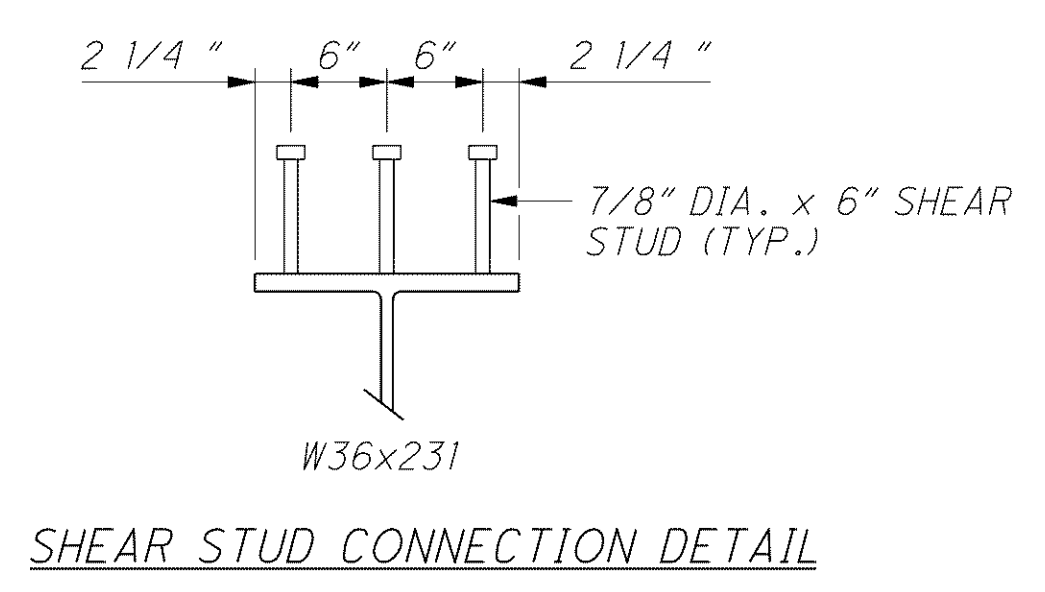 2 1/4 " 6" 6" 2 1/4 "
7/8" DIA. x 6" SHEAR
STUD (TYP.)
W36x231
SHEAR STUD CONNECTION DETAIL